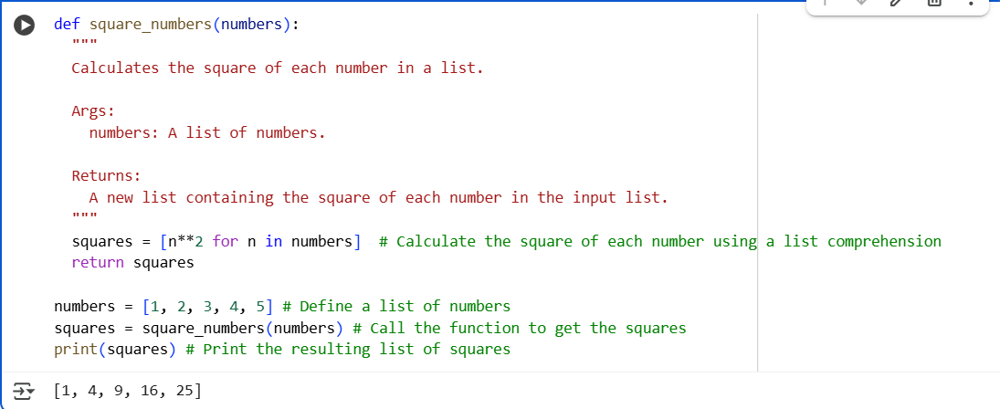 def square_numbers(numbers):
  """
  Calculates the square of each number in a list.

  Args:
    numbers: A list of numbers.

  Returns:
    A new list containing the square of each number in the input list.
  """
  squares = [n**2 for n in numbers]  # Calculate the square of each number using a list comprehension
  return squares

numbers = [1, 2, 3, 4, 5] # Define a list of numbers
squares = square_numbers(numbers) # Call the function to get the squares
print(squares) # Print the resulting list of squares
[1, 4, 9, 16, 25]